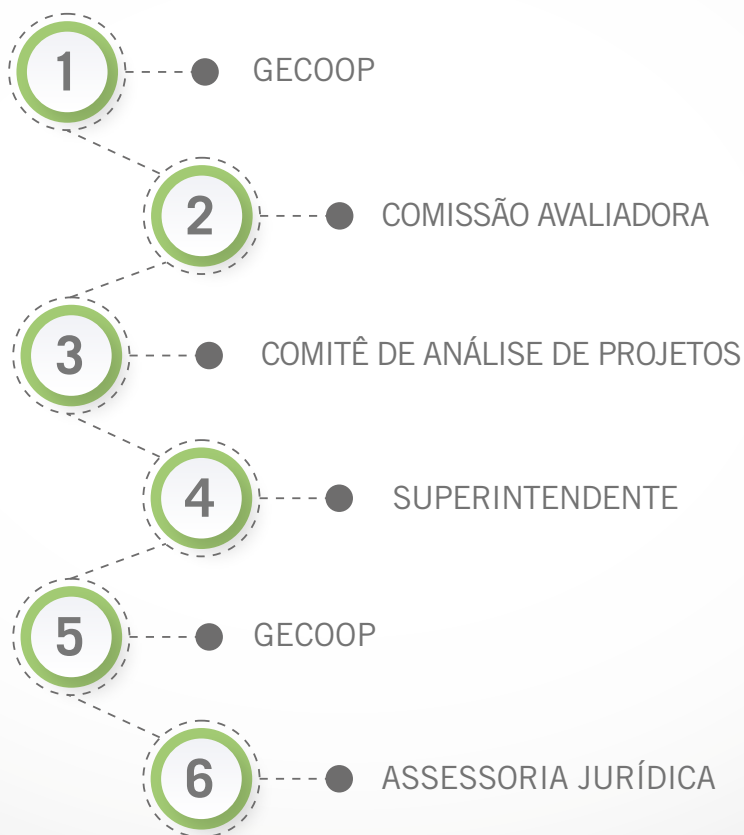 1 GECOOP
2 COMISSÃO AVALIADORA
3 COMITÊ DE ANÁLISE DE PROJETOS
4 SUPERINTENDENTE
5 GECOOP
6 ASSESSORIA JURÍDICA